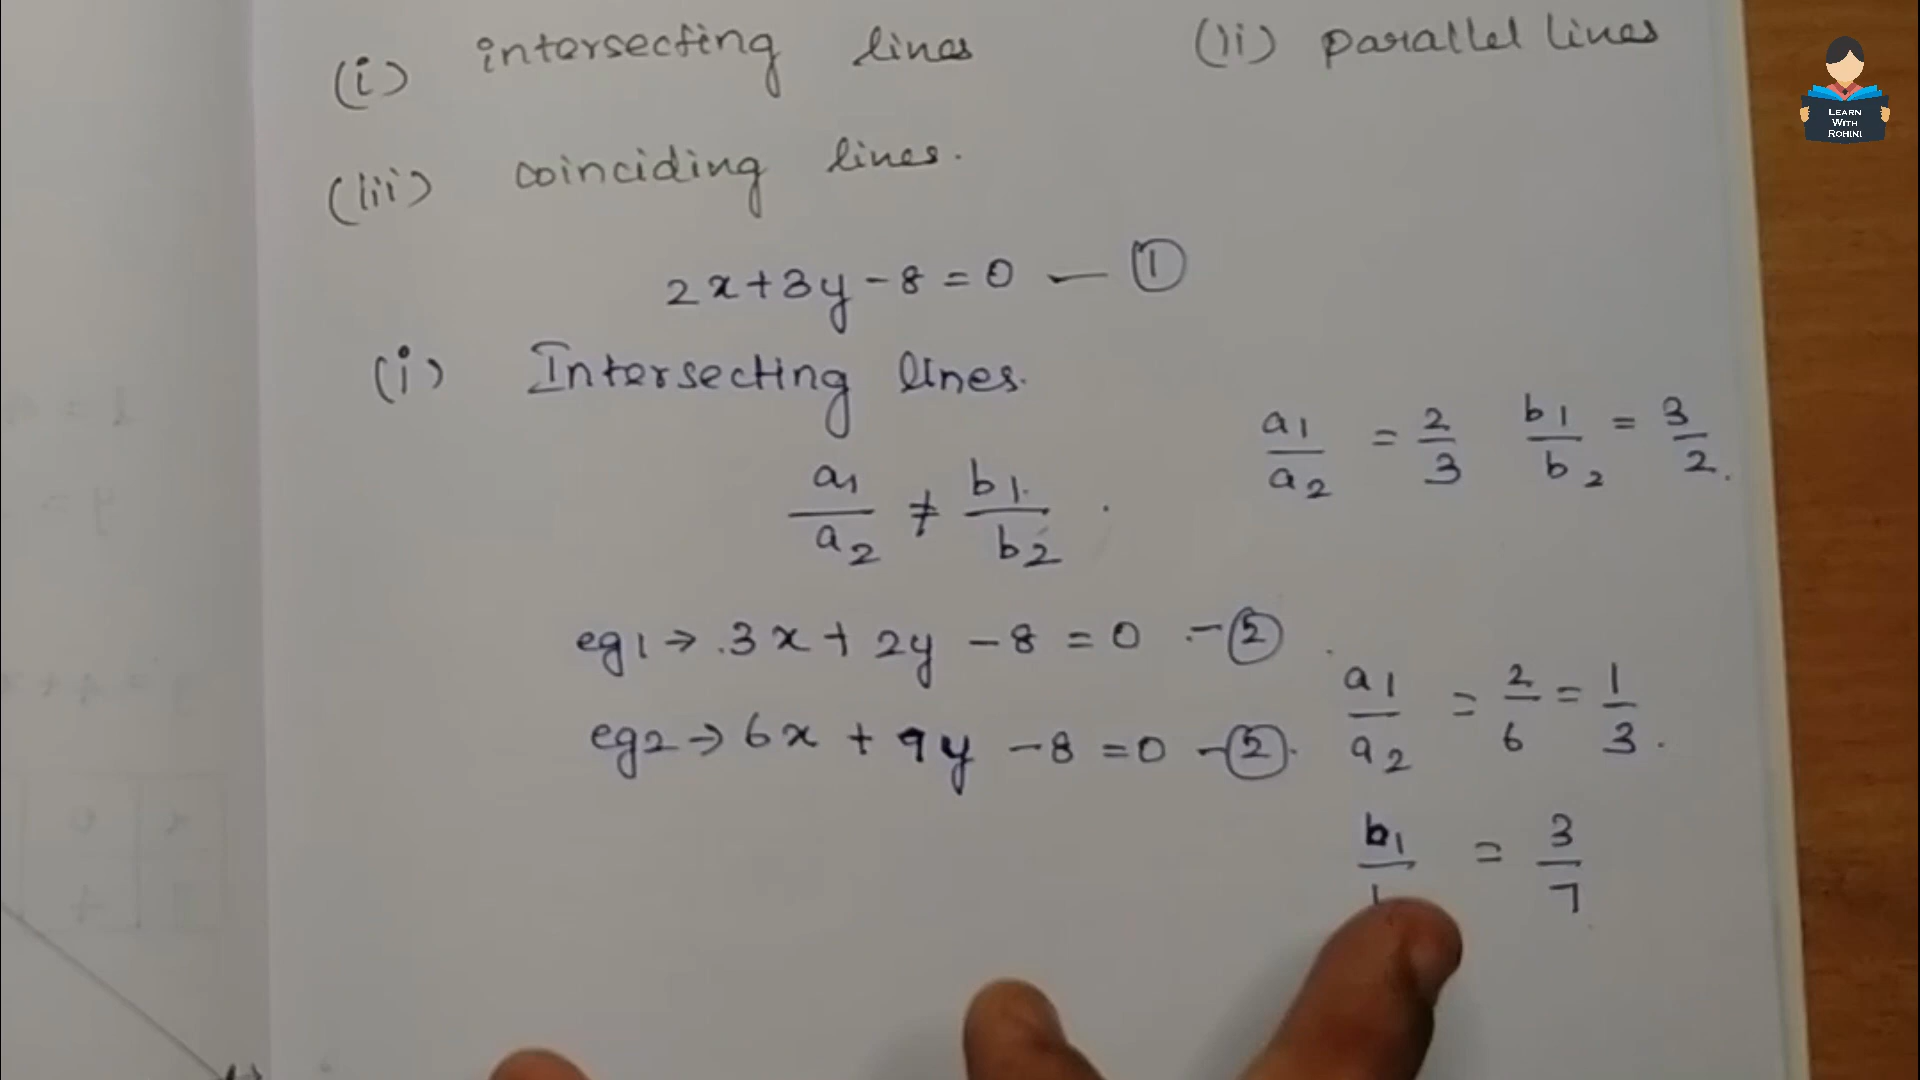 (i) intersecting lines (ii) parallel lines
(iii) coinciding lines.
2x+3y-8=0 — ①
(i) Intersecting lines.
a1/a2 ≠ b1/b2
a1/a2 = 2/3 b1/b2 = 3/2.
eg1→ 3x+2y-8=0 -②
eg2→ 6x+9y-8=0 -②.
a1/a2 = 2/6 = 1/3.
b1/ = 3/7
LEARN
WITH
ROHINI